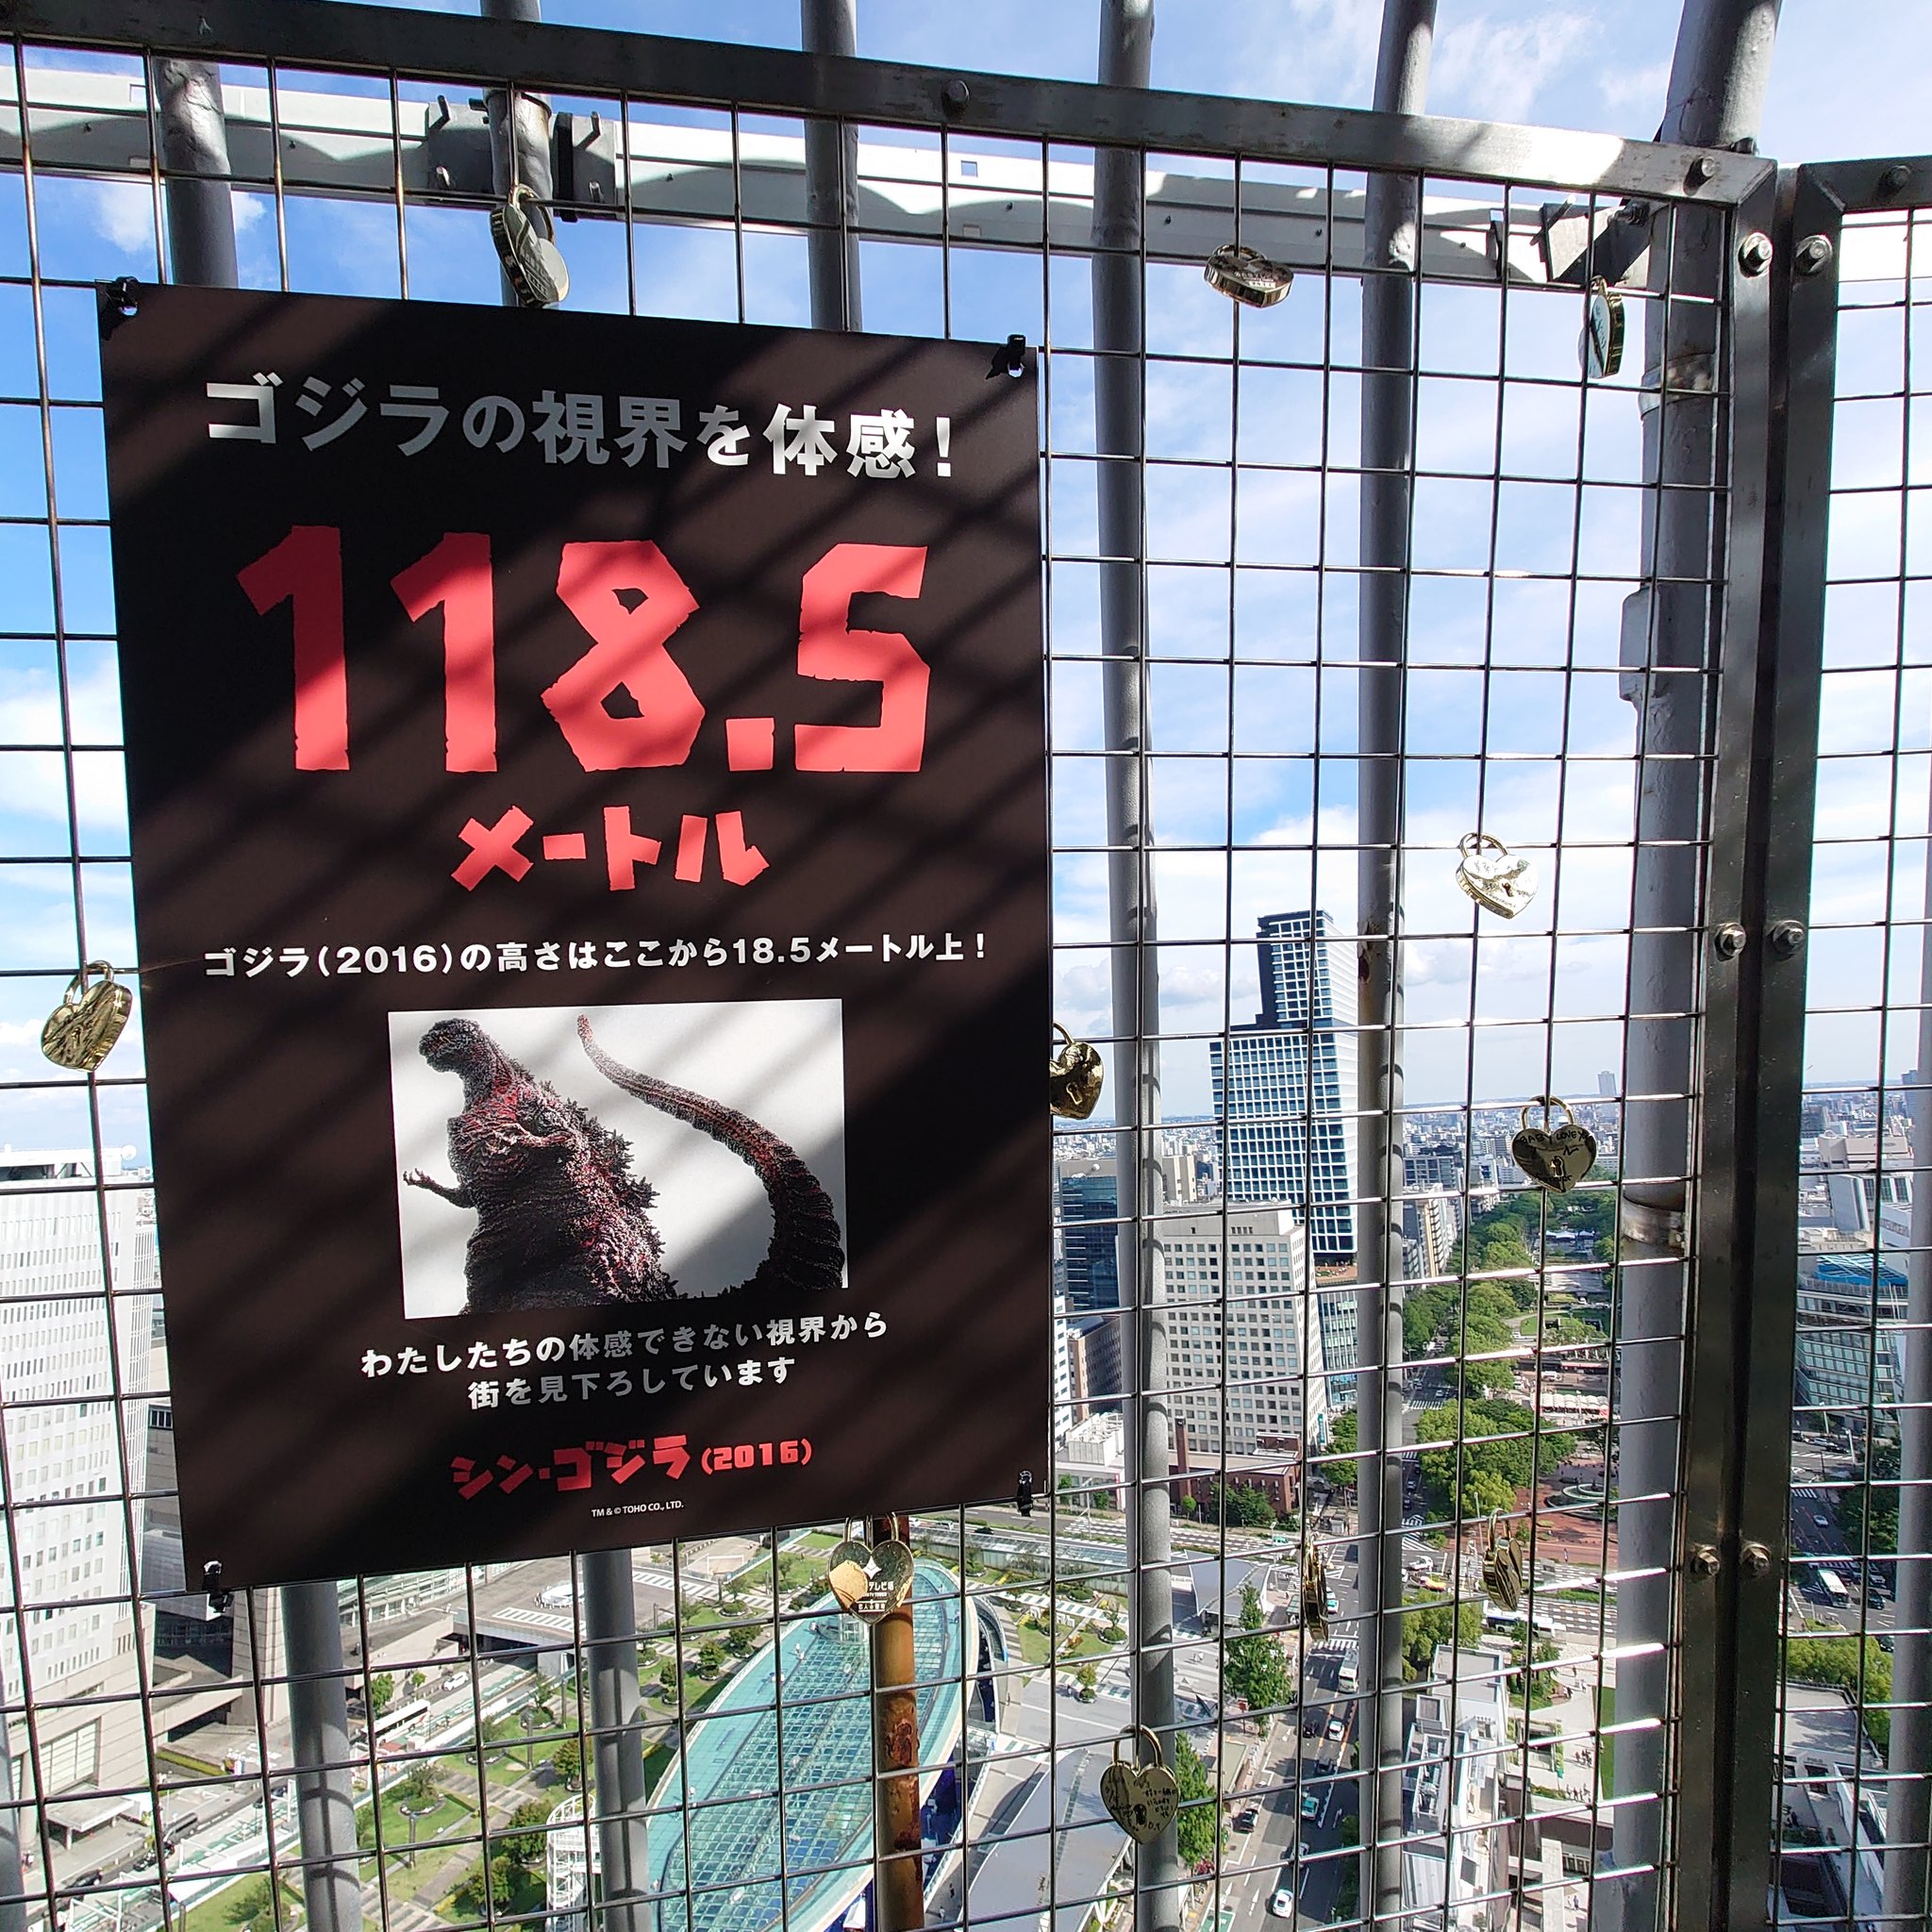 ゴジラの視界を体感！
118.5
メートル
ゴジラ（2016）の高さはここから18.5メートル上！
わたしたちの体感できない視界から
街を見下ろしています
シン・ゴジラ（2016）
TM & © TOHO CO., LTD.